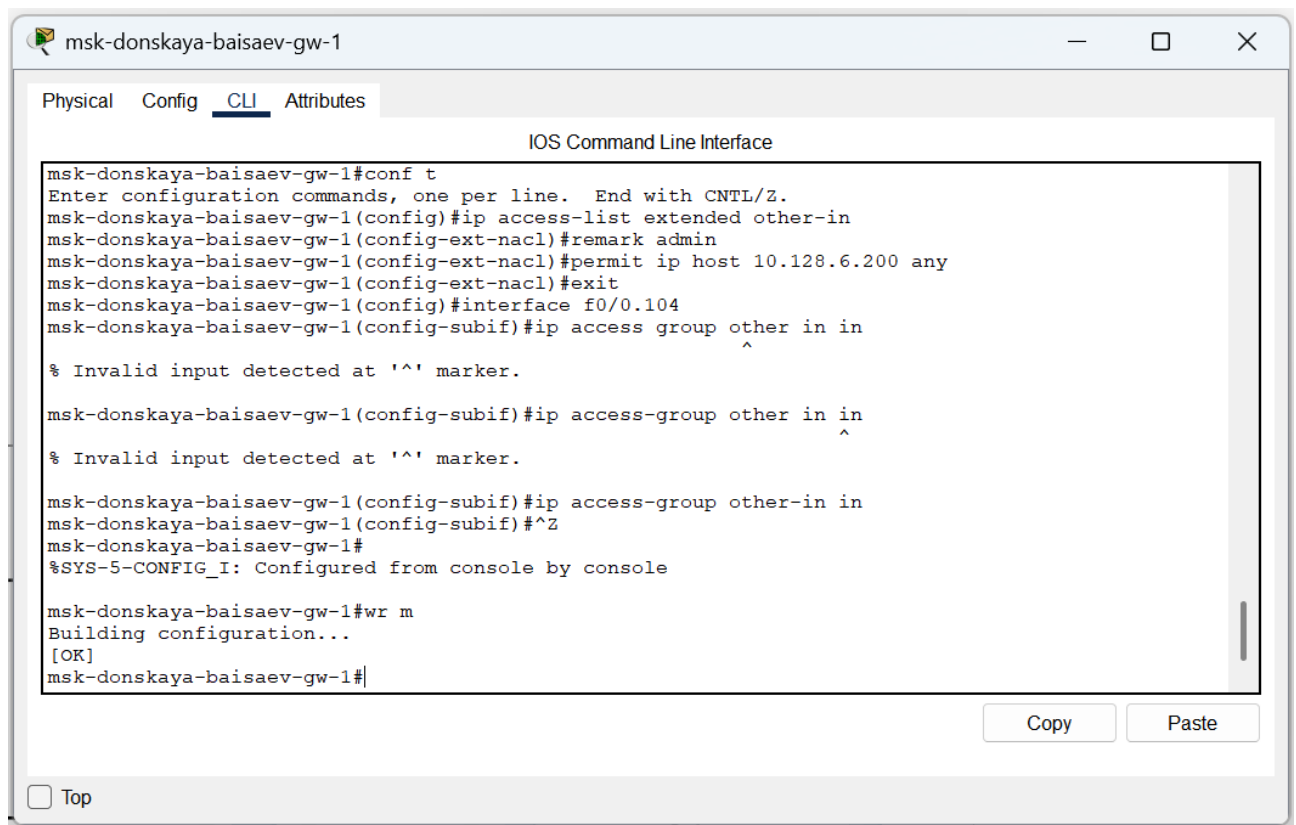 msk-donskaya-baisaev-gw-1
Physical Config CLI Attributes
IOS Command Line Interface
msk-donskaya-baisaev-gw-1#conf t
Enter configuration commands, one per line.  End with CNTL/Z.
msk-donskaya-baisaev-gw-1(config)#ip access-list extended other-in
msk-donskaya-baisaev-gw-1(config-ext-nacl)#remark admin
msk-donskaya-baisaev-gw-1(config-ext-nacl)#permit ip host 10.128.6.200 any
msk-donskaya-baisaev-gw-1(config-ext-nacl)#exit
msk-donskaya-baisaev-gw-1(config)#interface f0/0.104
msk-donskaya-baisaev-gw-1(config-subif)#ip access group other in in
^
% Invalid input detected at '^' marker.
msk-donskaya-baisaev-gw-1(config-subif)#ip access-group other in in
^
% Invalid input detected at '^' marker.
msk-donskaya-baisaev-gw-1(config-subif)#ip access-group other-in in
msk-donskaya-baisaev-gw-1(config-subif)#^Z
msk-donskaya-baisaev-gw-1#
%SYS-5-CONFIG_I: Configured from console by console
msk-donskaya-baisaev-gw-1#wr m
Building configuration...
[OK]
msk-donskaya-baisaev-gw-1#
Copy Paste
Top